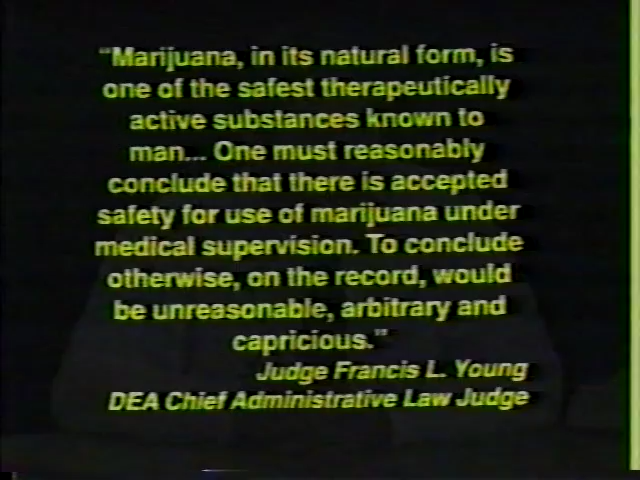 “Marijuana, in its natural form, is
one of the safest therapeutically
active substances known to
man... One must reasonably
conclude that there is accepted
safety for use of marijuana under
medical supervision. To conclude
otherwise, on the record, would
be unreasonable, arbitrary and
capricious.”
Judge Francis L. Young
DEA Chief Administrative Law Judge